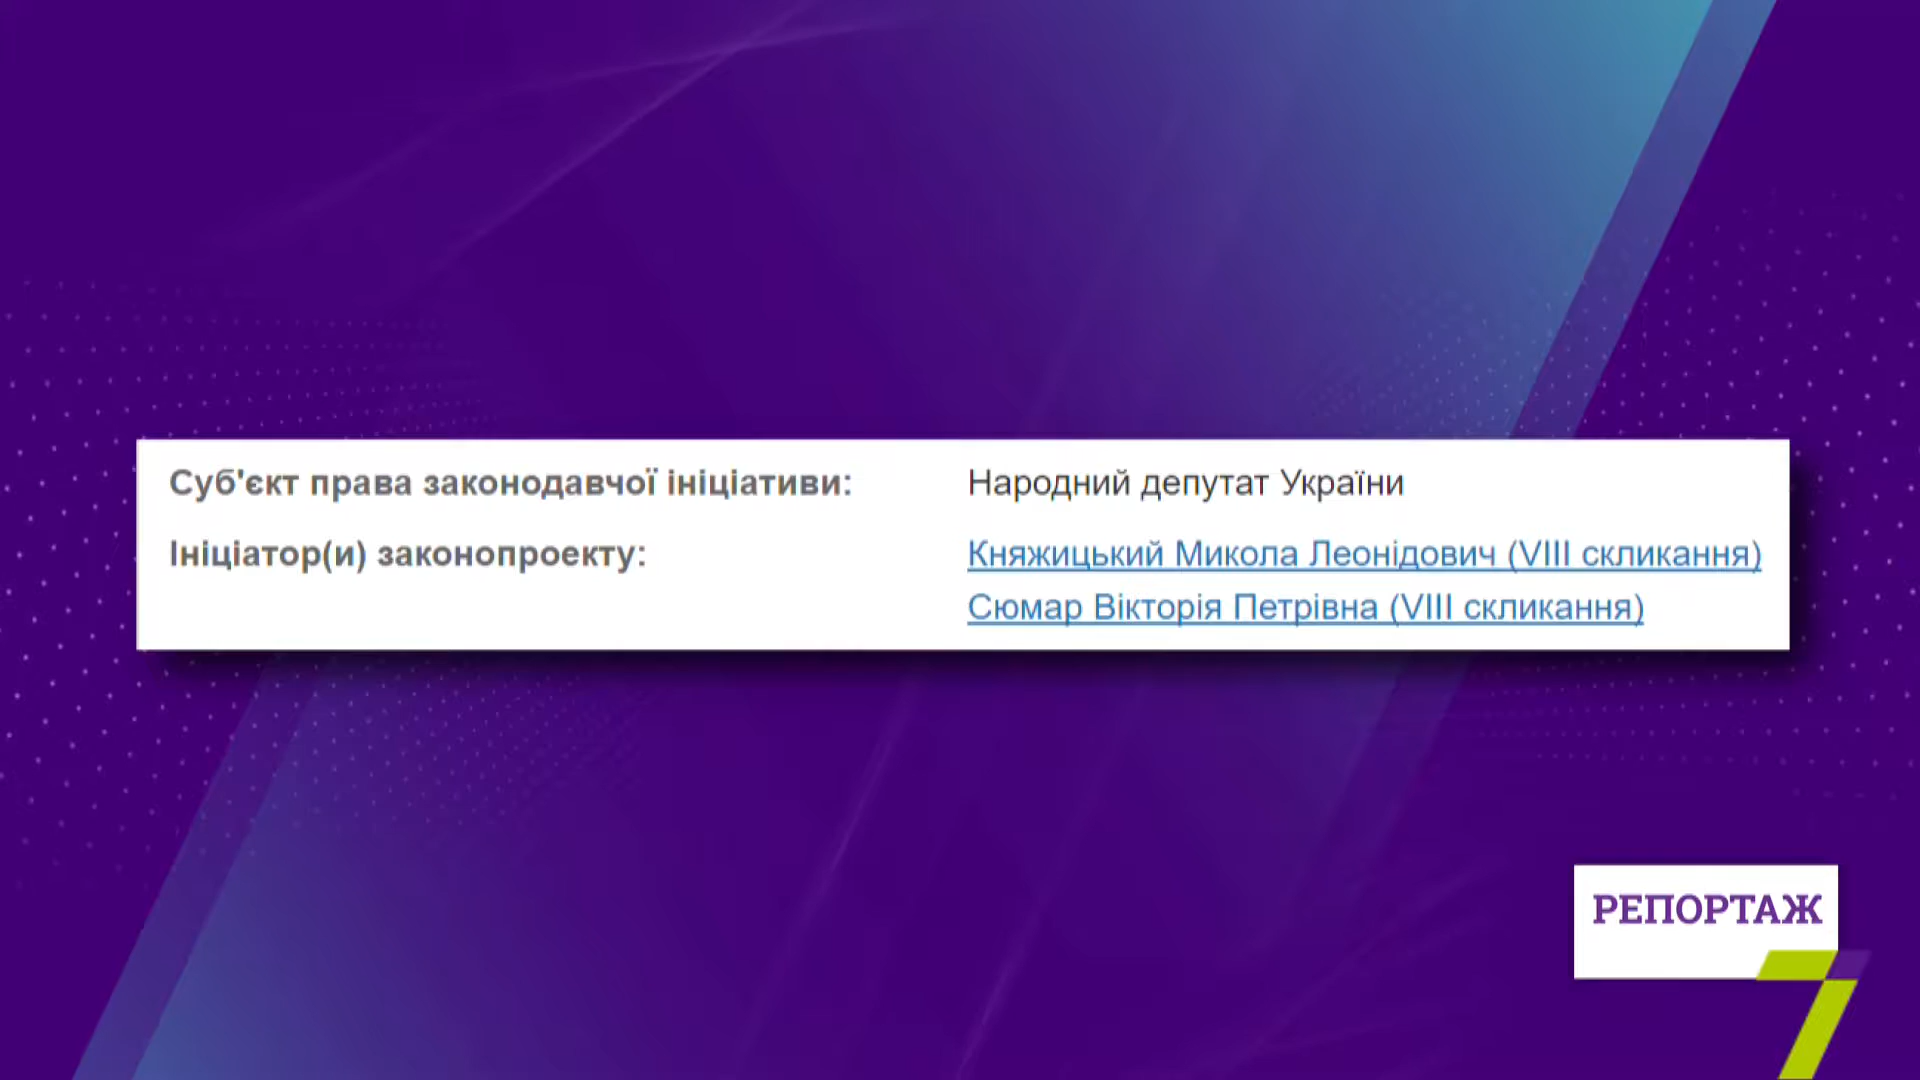 Суб'єкт права законодавчої ініціативи: Народний депутат України
Ініціатор(и) законопроекту: Княжицький Микола Леонідович (VIII скликання)
Сюмар Вікторія Петрівна (VIII скликання)
РЕПОРТАЖ
7